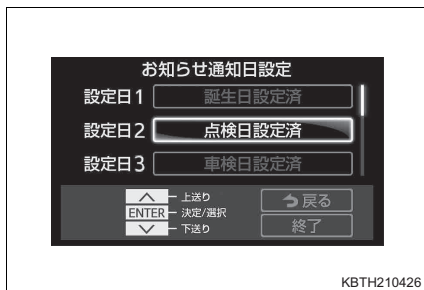 お知らせ通知日設定
設定日1 誕生日設定済
設定日2 点検日設定済
設定日3 車検日設定済
上送り
戻る
ENTER 決定/選択
下送り
終了
KBTH210426